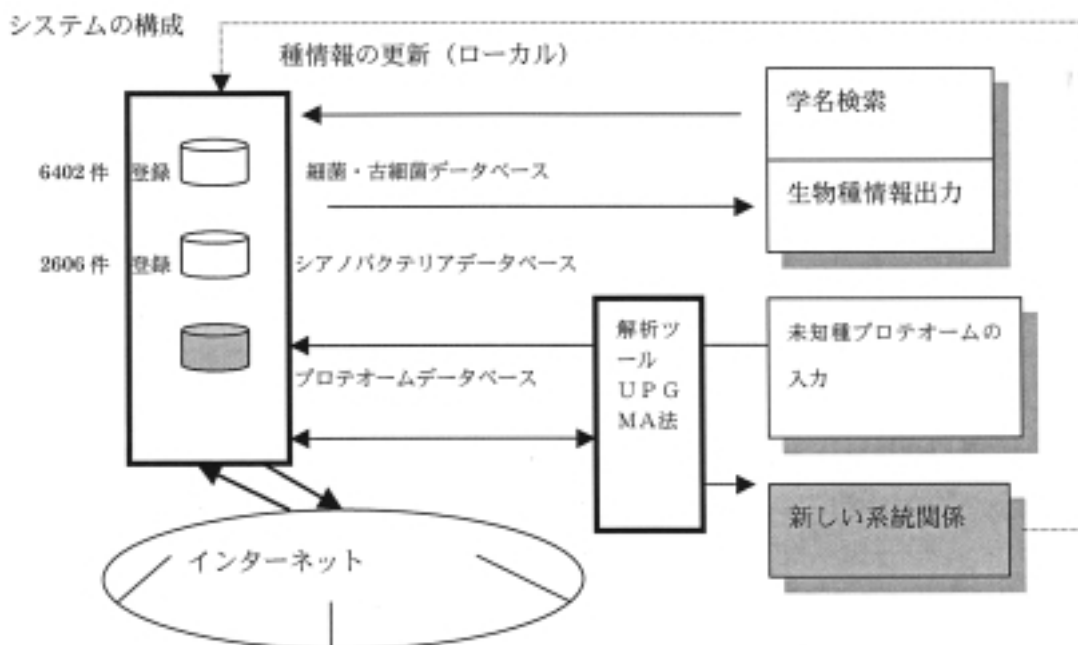 システムの構成
種情報の更新（ローカル）
学名検索
6402 件 登録
細菌・古細菌データベース
生物種情報出力
2606 件 登録
シアノバクテリアデータベース
解析ツ
ール
ＵＰＧ
ＭＡ法
未知種プロテオームの
入力
プロテオームデータベース
新しい系統関係
インターネット